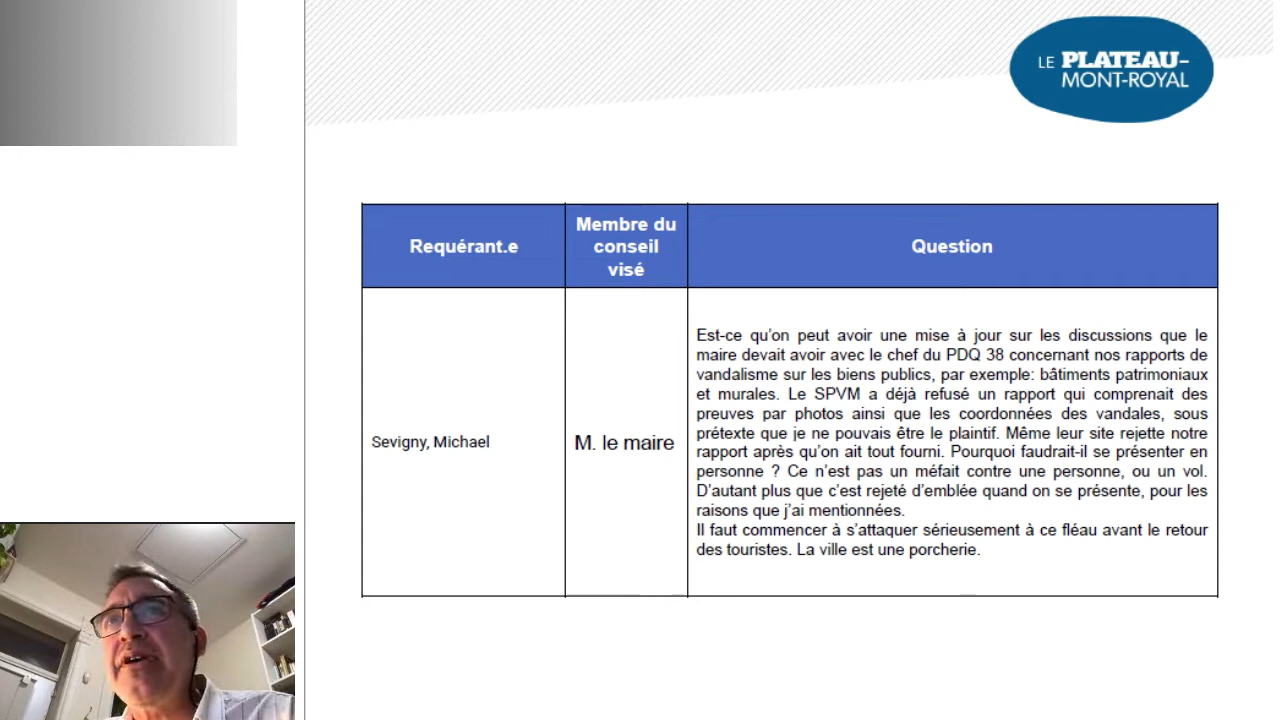 LE PLATEAU-
MONT-ROYAL
Requérant.e
Membre du
conseil
visé
Question
Sevigny, Michael
M. le maire
Est-ce qu'on peut avoir une mise à jour sur les discussions que le
maire devait avoir avec le chef du PDQ 38 concernant nos rapports de
vandalisme sur les biens publics, par exemple: bâtiments patrimoniaux
et murales. Le SPVM a déjà refusé un rapport qui comprenait des
preuves par photos ainsi que les coordonnées des vandales, sous
prétexte que je ne pouvais être le plaintif. Même leur site rejette notre
rapport après qu'on ait tout fourni. Pourquoi faudrait-il se présenter en
personne ? Ce n'est pas un méfait contre une personne, ou un vol.
D'autant plus que c'est rejeté d'emblée quand on se présente, pour les
raisons que j'ai mentionnées.
Il faut commencer à s'attaquer sérieusement à ce fléau avant le retour
des touristes. La ville est une porcherie.